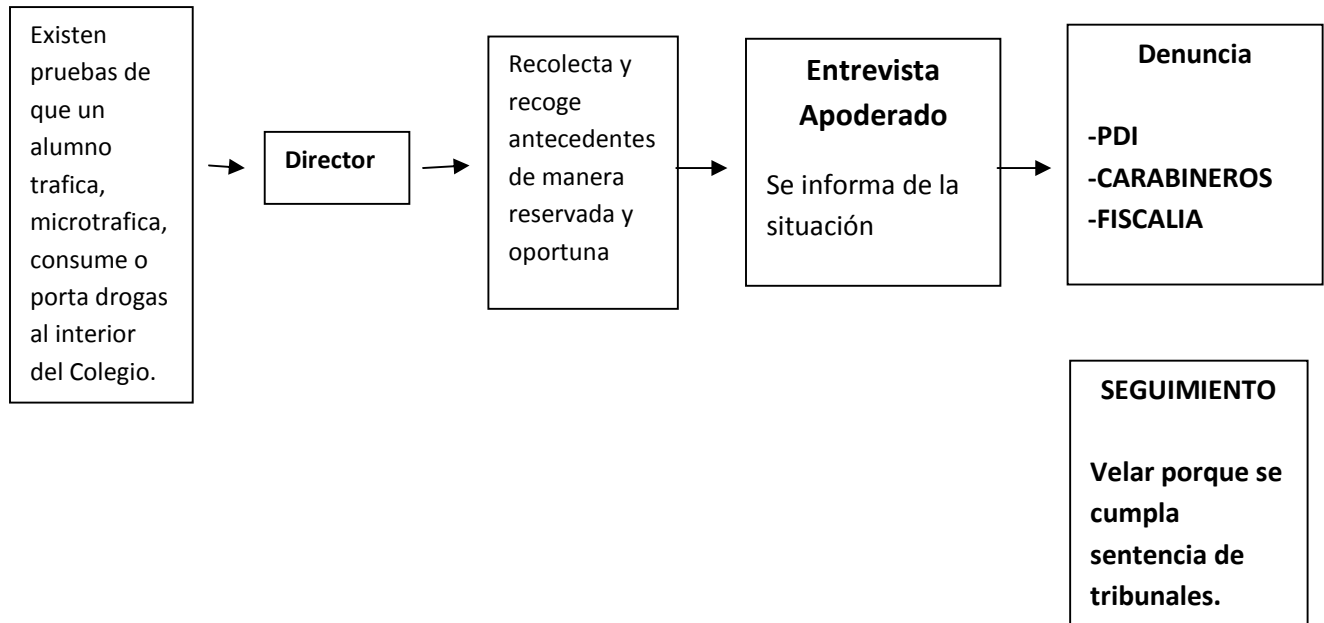 Existen
pruebas de
que un
alumno
trafica,
microtrafica,
consume o
porta drogas
al interior
del Colegio.
Director
Recolecta y
recoge
antecedentes
de manera
reservada y
oportuna
Entrevista
Apoderado
Se informa de la
situación
Denuncia
-PDI
-CARABINEROS
-FISCALIA
SEGUIMIENTO
Velar porque se
cumpla
sentencia de
tribunales.